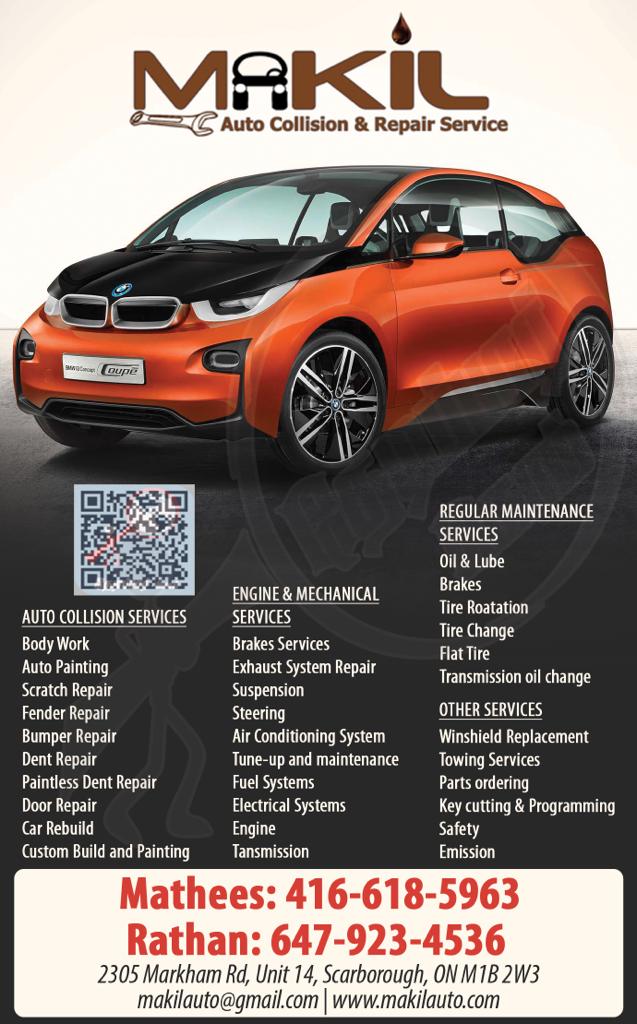 MAKIL
Auto Collision & Repair Service
BMW i3 Concept Coupé
AUTO COLLISION SERVICES
Body Work
Auto Painting
Scratch Repair
Fender Repair
Bumper Repair
Dent Repair
Paintless Dent Repair
Door Repair
Car Rebuild
Custom Build and Painting
ENGINE & MECHANICAL
SERVICES
Brakes Services
Exhaust System Repair
Suspension
Steering
Air Conditioning System
Tune-up and maintenance
Fuel Systems
Electrical Systems
Engine
Tansmission
REGULAR MAINTENANCE
SERVICES
Oil & Lube
Brakes
Tire Roatation
Tire Change
Flat Tire
Transmission oil change
OTHER SERVICES
Winshield Replacement
Towing Services
Parts ordering
Key cutting & Programming
Safety
Emission
Mathees: 416-618-5963
Rathan: 647-923-4536
2305 Markham Rd, Unit 14, Scarborough, ON M1B 2W3
makilauto@gmail.com | www.makilauto.com